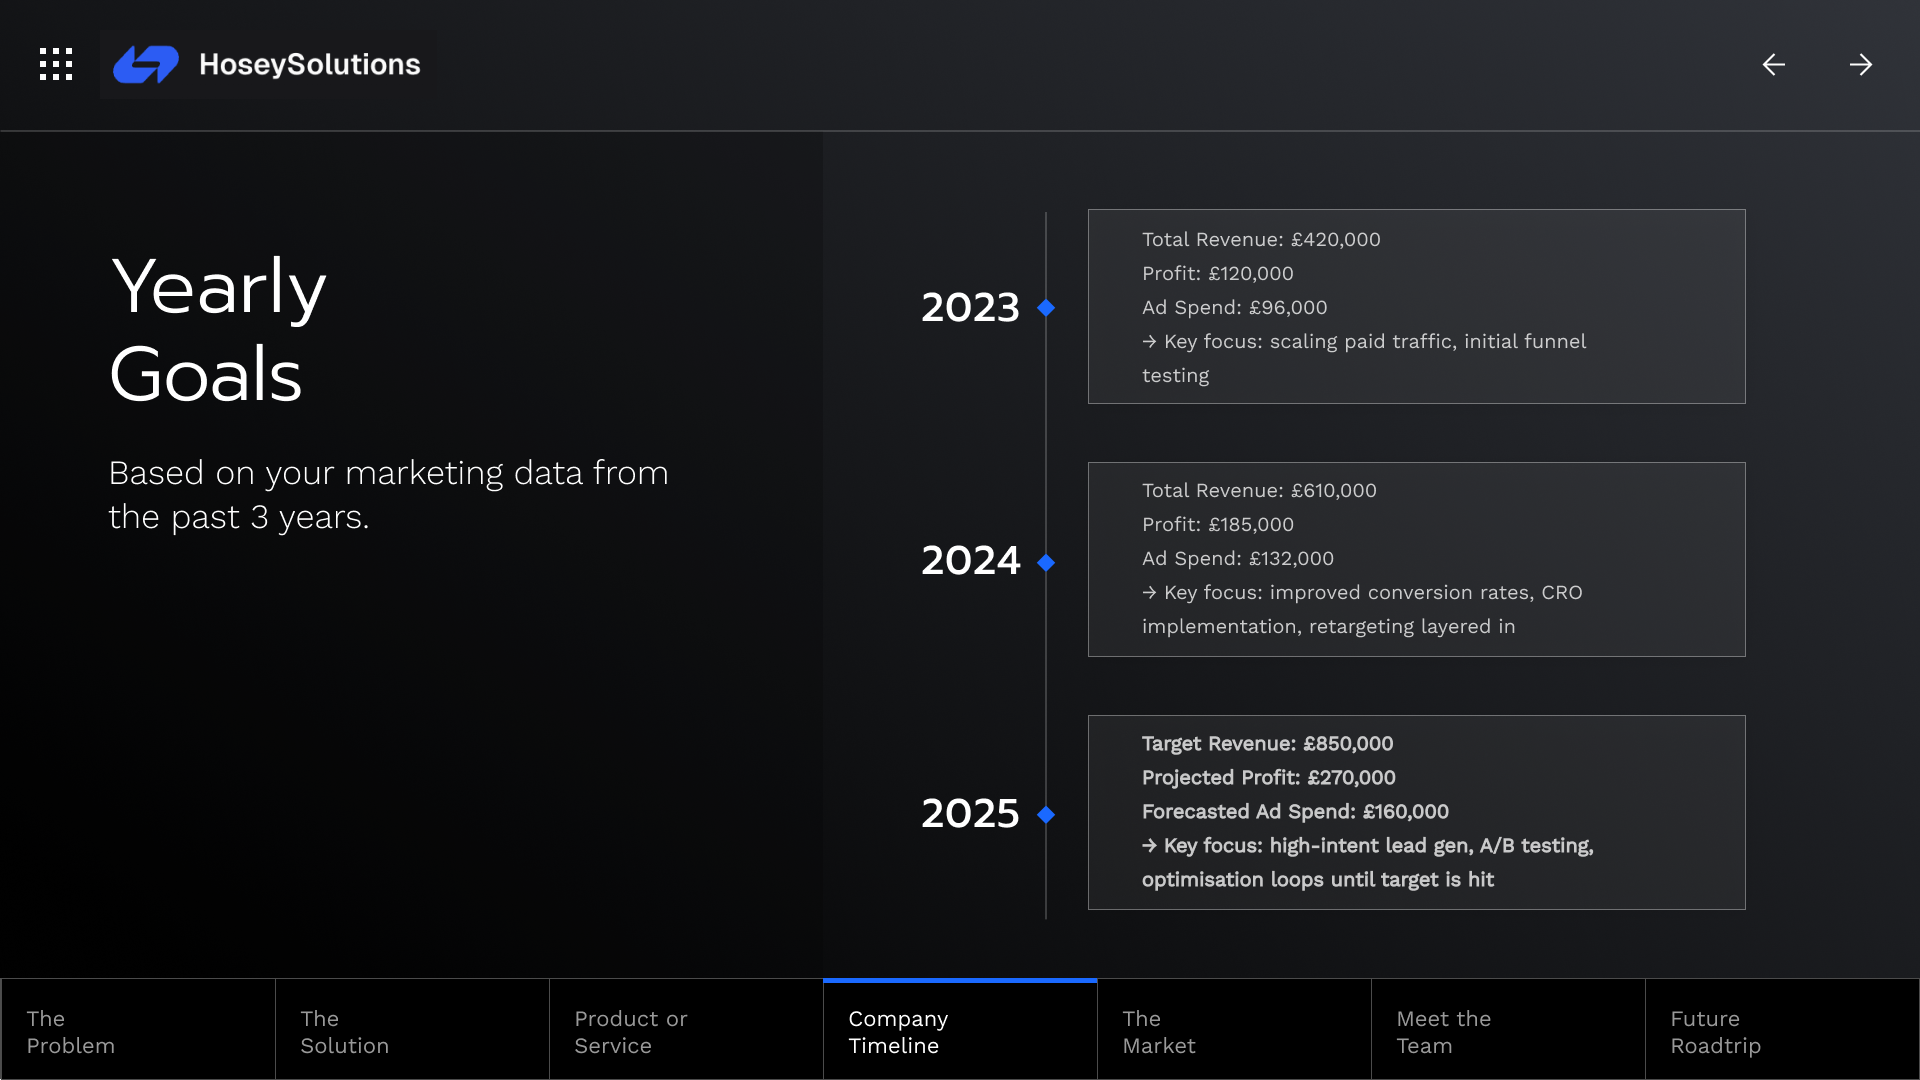 HoseySolutions
Yearly
Goals
Based on your marketing data from
the past 3 years.
2023
Total Revenue: £420,000
Profit: £120,000
Ad Spend: £96,000
→ Key focus: scaling paid traffic, initial funnel
testing
2024
Total Revenue: £610,000
Profit: £185,000
Ad Spend: £132,000
→ Key focus: improved conversion rates, CRO
implementation, retargeting layered in
2025
Target Revenue: £850,000
Projected Profit: £270,000
Forecasted Ad Spend: £160,000
→ Key focus: high-intent lead gen, A/B testing,
optimisation loops until target is hit
The
Problem
The
Solution
Product or
Service
Company
Timeline
The
Market
Meet the
Team
Future
Roadtrip